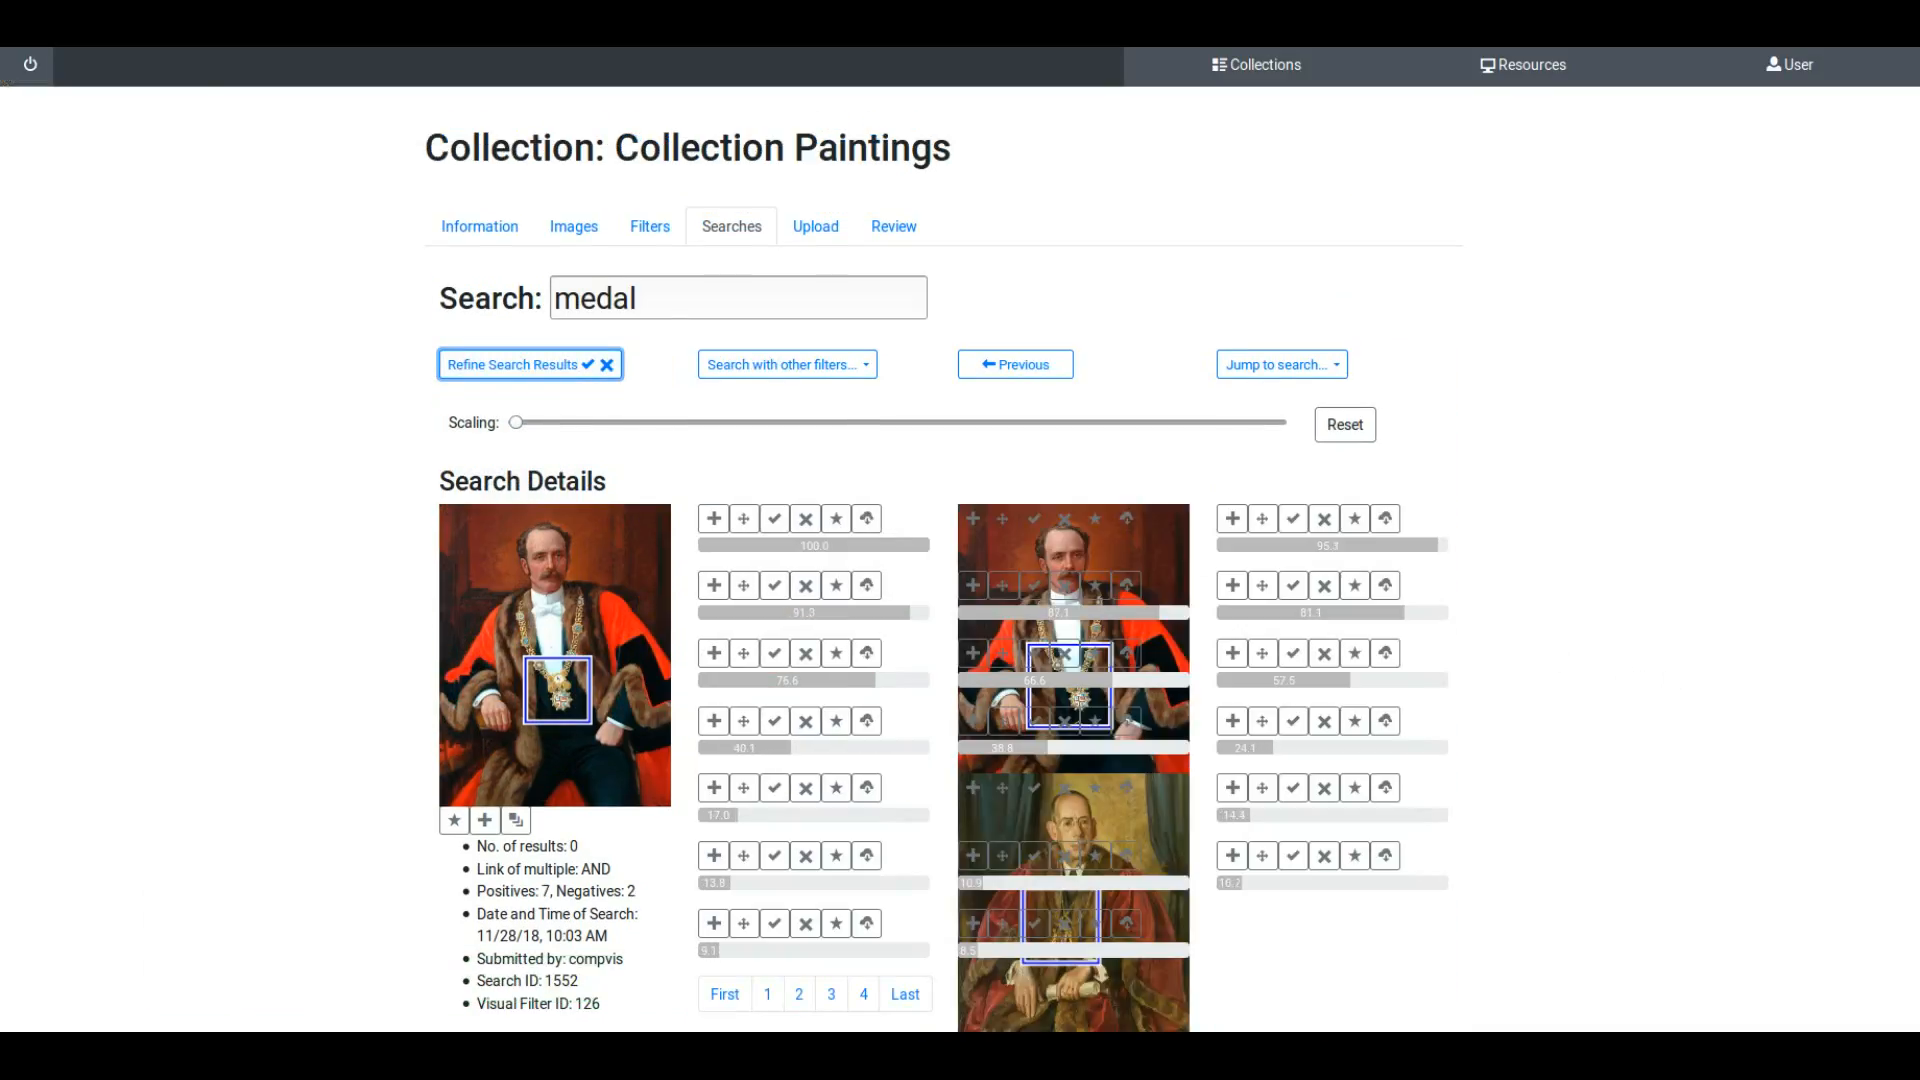 Collections Resources User
Collection: Collection Paintings
Information Images Filters Searches Upload Review
Search: medal
Refine Search Results Search with other filters... Previous Jump to search...
Scaling: Reset
Search Details
100.0 95.3
91.3 87.1 81.1
76.6 66.6 57.5
40.1 38.8 24.1
17.0 14.4
13.8 10.9 10.2
9.1 8.5
No. of results: 0
Link of multiple: AND
Positives: 7, Negatives: 2
Date and Time of Search:
11/28/18, 10:03 AM
Submitted by: compvis
Search ID: 1552
Visual Filter ID: 126
First 1 2 3 4 Last